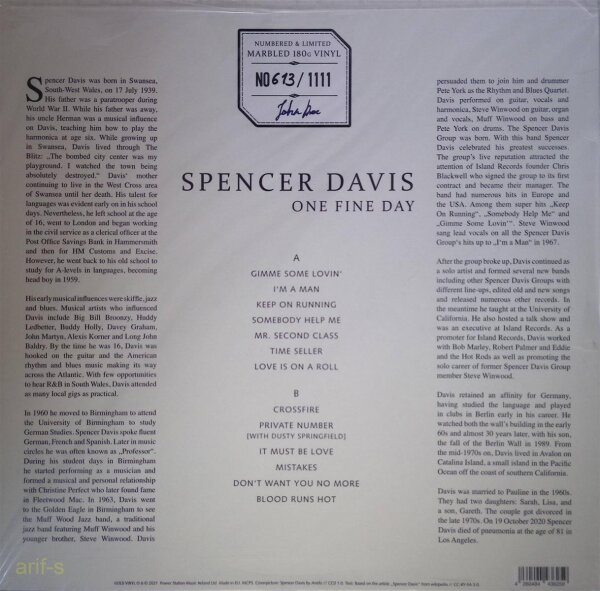 NUMBERED & LIMITED
MARBLED 180G VINYL
NO 613/1111
SPENCER DAVIS
ONE FINE DAY
Spencer Davis was born in Swansea,
South-West Wales, on 17 July 1939.
His father was a paratrooper during
World War II. While his father was away,
his uncle Herman was a musical influence
on Davis, teaching him how to play the
harmonica at age six. While growing up
in Swansea, Davis lived through The
Blitz: „The bombed city center was my
playground. I watched the town being
absolutely destroyed.“ Davis‘ mother
continuing to live in the West Cross area
of Swansea until her death. His talent for
languages was evident early on in his school
days. Nevertheless, he left school at the age
of 16, went to London and began working
in the civil service as a clerical officer at the
Post Office Savings Bank in Hammersmith
and then for HM Customs and Excise.
However, he went back to his old school to
study for A-levels in languages, becoming
head boy in 1959.
His early musical influences were skiffle, jazz
and blues. Musical artists who influenced
Davis include Big Bill Broonzy, Huddy
Ledbetter, Buddy Holly, Davey Graham,
John Martyn, Alexis Korner and Long John
Baldry. By the time he was 16, Davis was
hooked on the guitar and the American
rhythm and blues music making its way
across the Atlantic. With few opportunities
to hear R&B in South Wales, Davis attended
as many local gigs as practical.
In 1960 he moved to Birmingham to attend
the University of Birmingham to study
German Studies. Spencer Davis spoke fluent
German, French and Spanish. Later in music
circles he was often known as „Professor“.
During his student days in Birmingham
he started performing as a musician and
formed a musical and personal relationship
with Christine Perfect who later found fame
in Fleetwood Mac. In 1963, Davis went
to the Golden Eagle in Birmingham to see
the Muff Wood Jazz band, a traditional
jazz band featuring Muff Winwood and his
young brother, Steve Winwood. Davis
A
GIMME SOME LOVIN'
I'M A MAN
KEEP ON RUNNING
SOMEBODY HELP ME
MR. SECOND CLASS
TIME SELLER
LOVE IS ON A ROLL
B
CROSSFIRE
PRIVATE NUMBER
[WITH DUSTY SPRINGFIELD]
IT MUST BE LOVE
MISTAKES
DON'T WANT YOU NO MORE
BLOOD RUNS HOT
persuaded them to join him and drummer
Pete York as the Rhythm and Blues Quartet.
Davis performed on guitar, vocals and
harmonica, Steve Winwood on guitar, organ
and vocals, Muff Winwood on bass and
Pete York on drums. The Spencer Davis
Group was born. With this band Spencer
Davis celebrated his greatest successes.
The group's live reputation attracted the
attention of Island Records founder Chris
Blackwell who signed the group to its first
contract and became their manager. The
band had numerous hits in Europe and
the USA. Among them super hits „Keep
On Running“, „Somebody Help Me“ and
„Gimme Some Lovin'“. Steve Winwood
sang lead vocals on all the Spencer Davis
Group's hits up to „I'm a Man“ in 1967.
After the group broke up, Davis continued as
a solo artist and formed several new bands
including other Spencer Davis Groups with
different line-ups, edited old and new songs
and released numerous other records. In
the meantime he taught at the University of
California. He also hosted a talk show and
was an executive at Island Records. As a
promoter for Island Records, Davis worked
with Bob Marley, Robert Palmer and Eddie
and the Hot Rods as well as promoting the
solo career of former Spencer Davis Group
member Steve Winwood.
Davis retained an affinity for Germany,
having studied the language and played
in clubs in Berlin early in his career. He
watched both the wall's building in the early
60s and almost 30 years later, with his son,
the fall of the Berlin Wall in 1989. From
the mid-1970s on, Davis lived in Avalon on
Catalina Island, a small island in the Pacific
Ocean off the coast of southern California.
Davis was married to Pauline in the 1960s.
They had two daughters: Sarah, Lisa, and
a son, Gareth. The couple got divorced in
the late 1970s. On 19 October 2020 Spencer
Davis died of pneumonia at the age of 81 in
Los Angeles.
arif-s